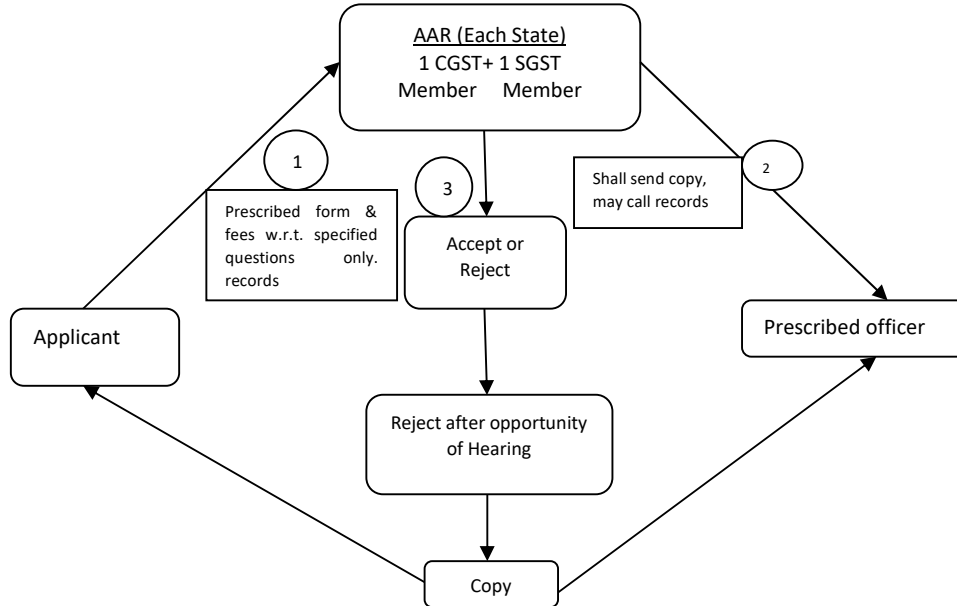 AAR (Each State)
1 CGST+ 1 SGST
Member Member
1
Prescribed form &
fees w.r.t. specified
questions only.
records
3
Shall send copy,
may call records
2
Accept or
Reject
Applicant
Prescribed officer
Reject after opportunity
of Hearing
Copy